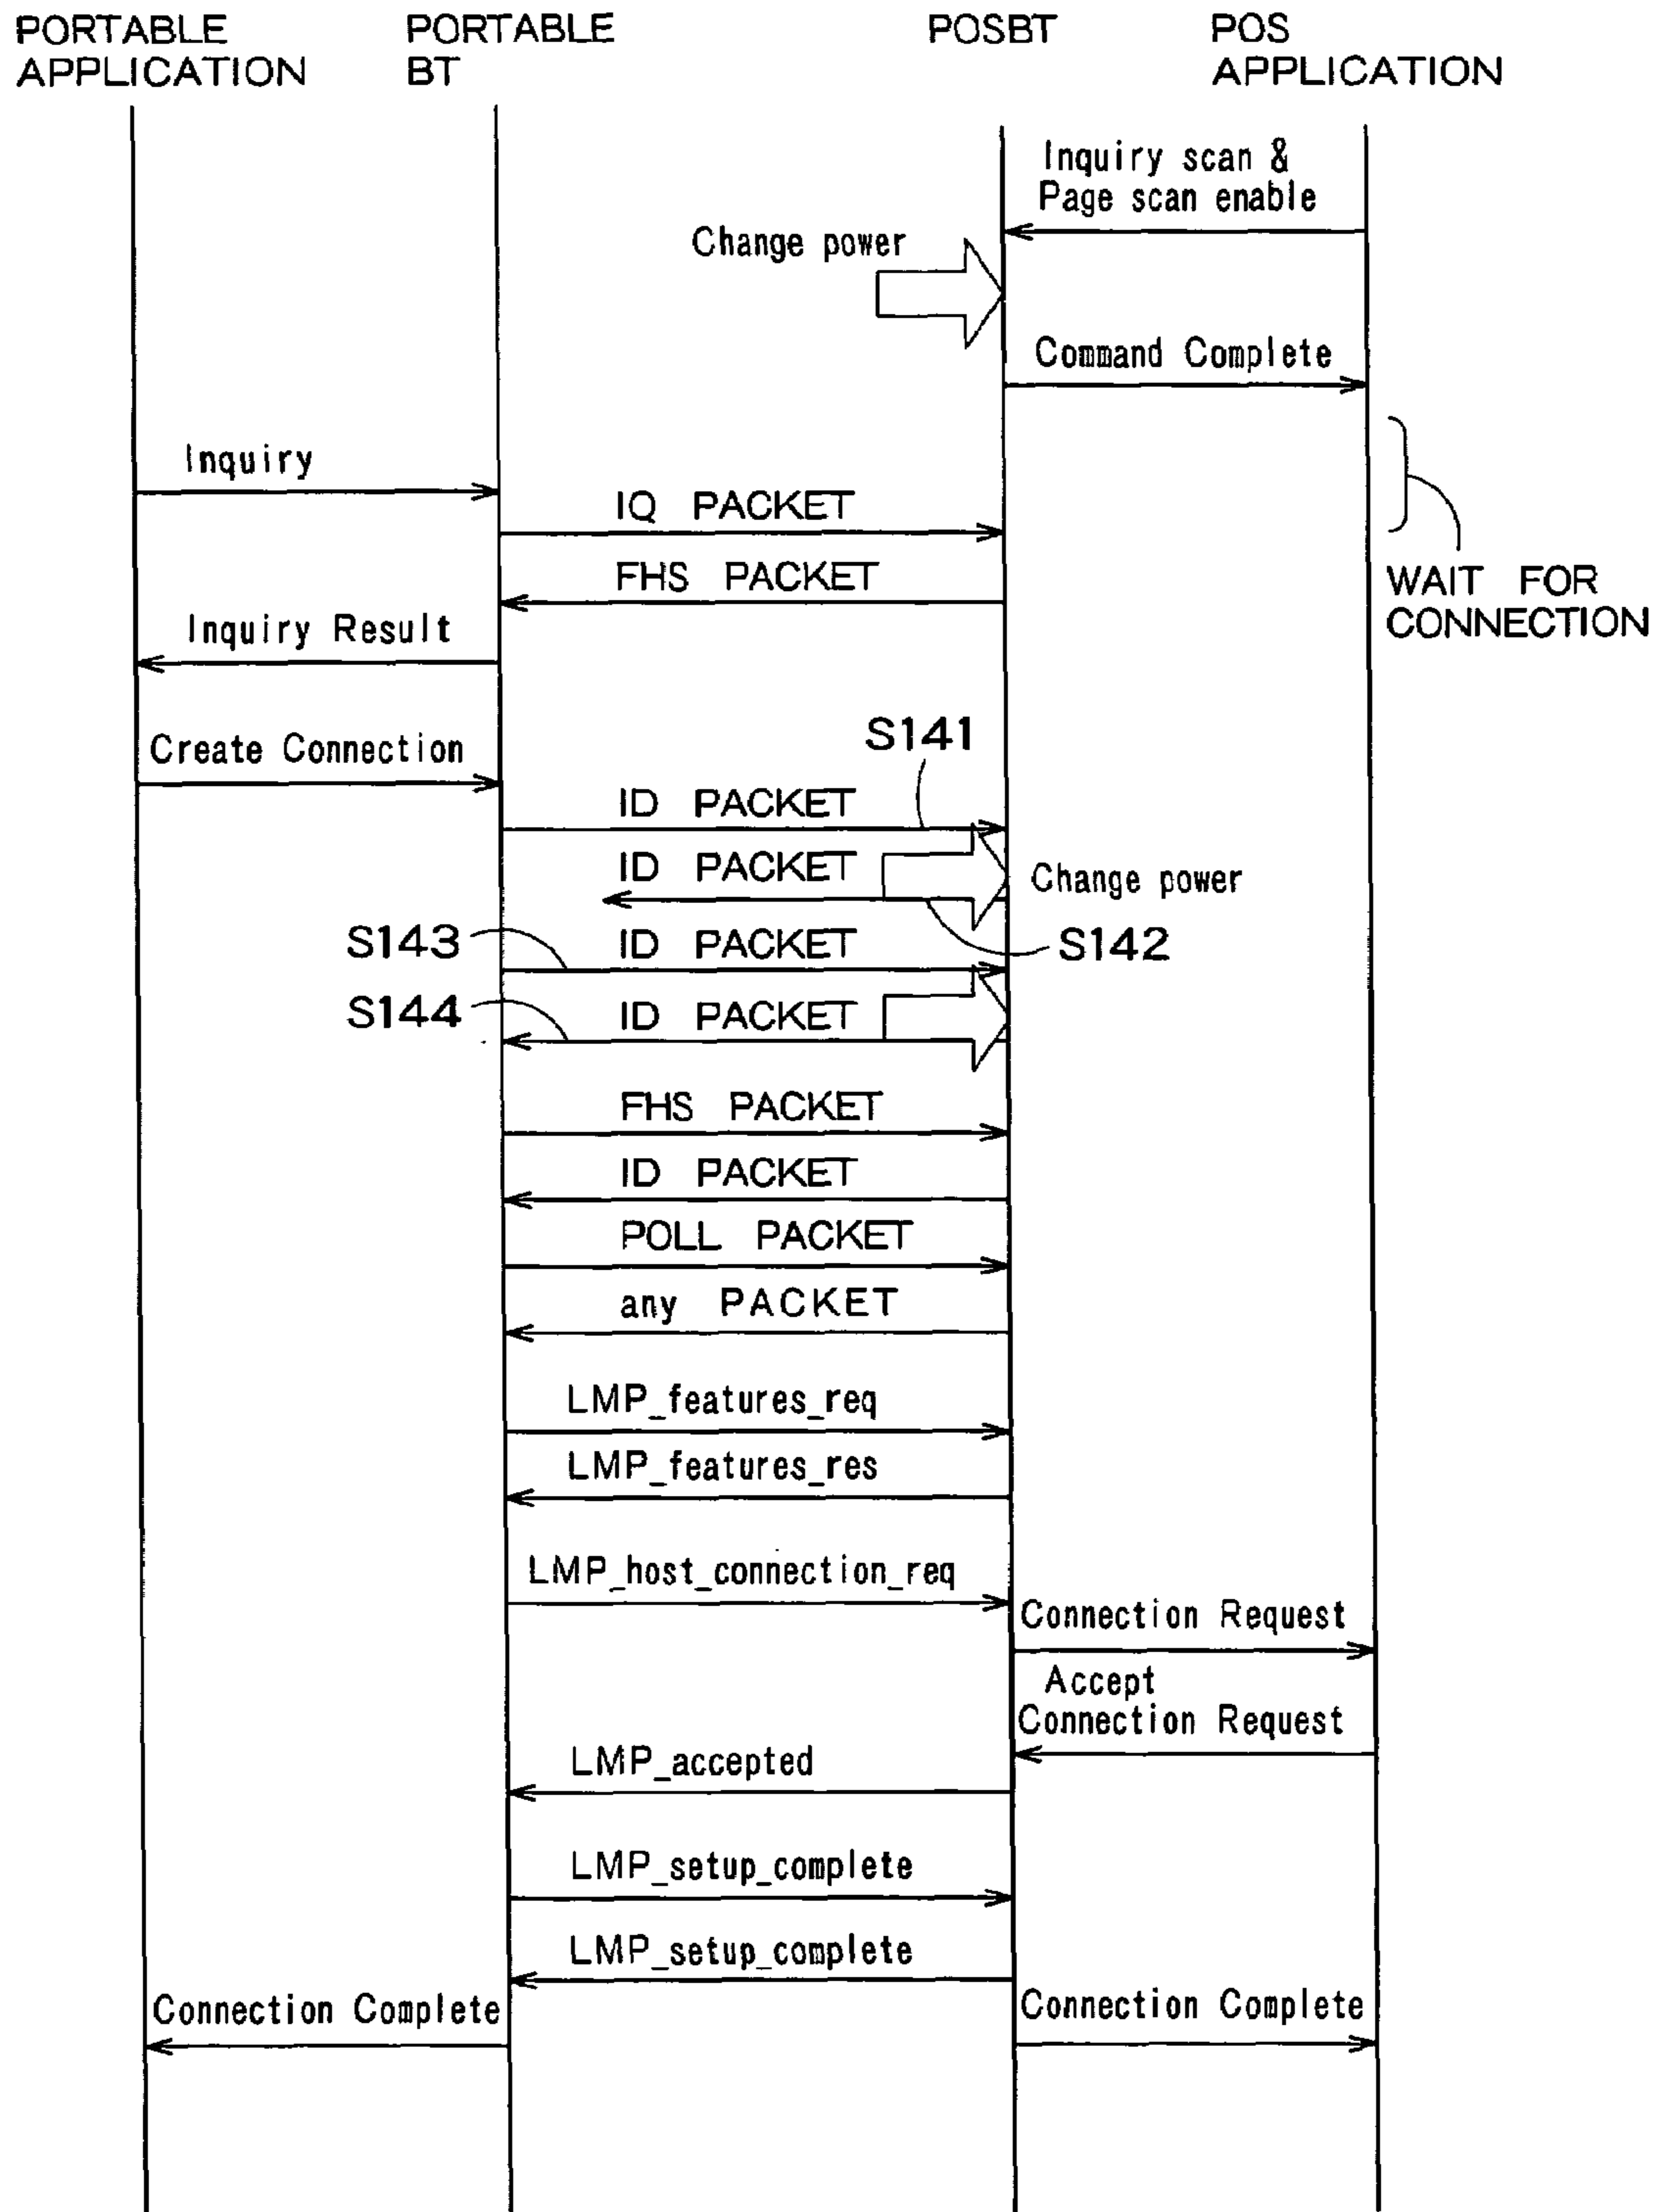 PORTABLE
APPLICATION
PORTABLE
BT
POSBT
POS
APPLICATION
Inquiry scan &
Page scan enable
Change power
Command Complete
Inquiry
IQ PACKET
FHS PACKET
WAIT FOR
CONNECTION
Inquiry Result
S141
Create Connection
ID PACKET
ID PACKET
Change power
S143
ID PACKET
S142
S144
ID PACKET
FHS PACKET
ID PACKET
POLL PACKET
any PACKET
LMP_features_req
LMP_features_res
LMP_host_connection_req
Connection Request
Accept
Connection Request
LMP_accepted
LMP_setup_complete
LMP_setup_complete
Connection Complete
Connection Complete